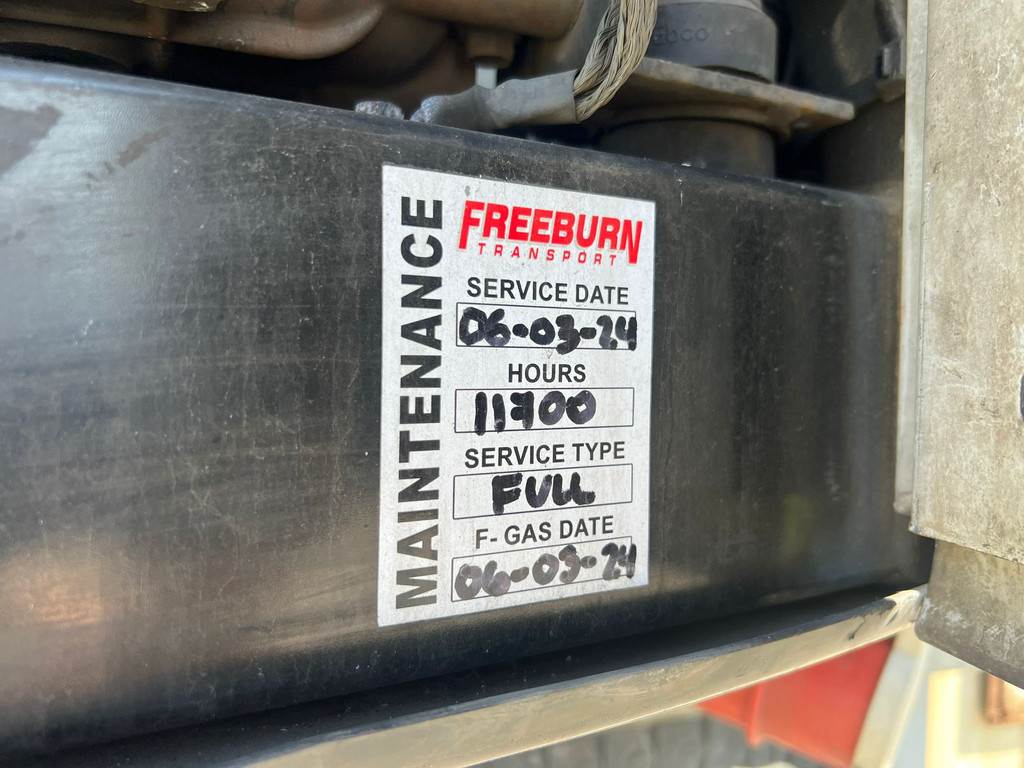 MAINTENANCE
FREEBURN
TRANSPORT
SERVICE DATE
06-03-24
HOURS
11700
SERVICE TYPE
FULL
F- GAS DATE
06-03-24